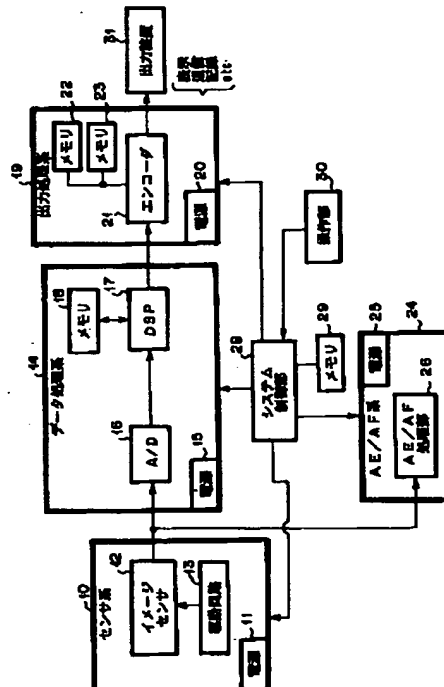 10
センサ系
12
イメージ
センサ
13
駆動回路
11
電源
14
データ処理系
16
A/D
17
DSP
18
メモリ
15
電源
19
出力処理系
22
メモリ
23
メモリ
21
エンコーダ
20
電源
31
出力装置
表示
通信
記録
etc.
28
システム
制御部
29
メモリ
30
操作部
24
AE/AF系
25
電源
26
AE/AF
処理部